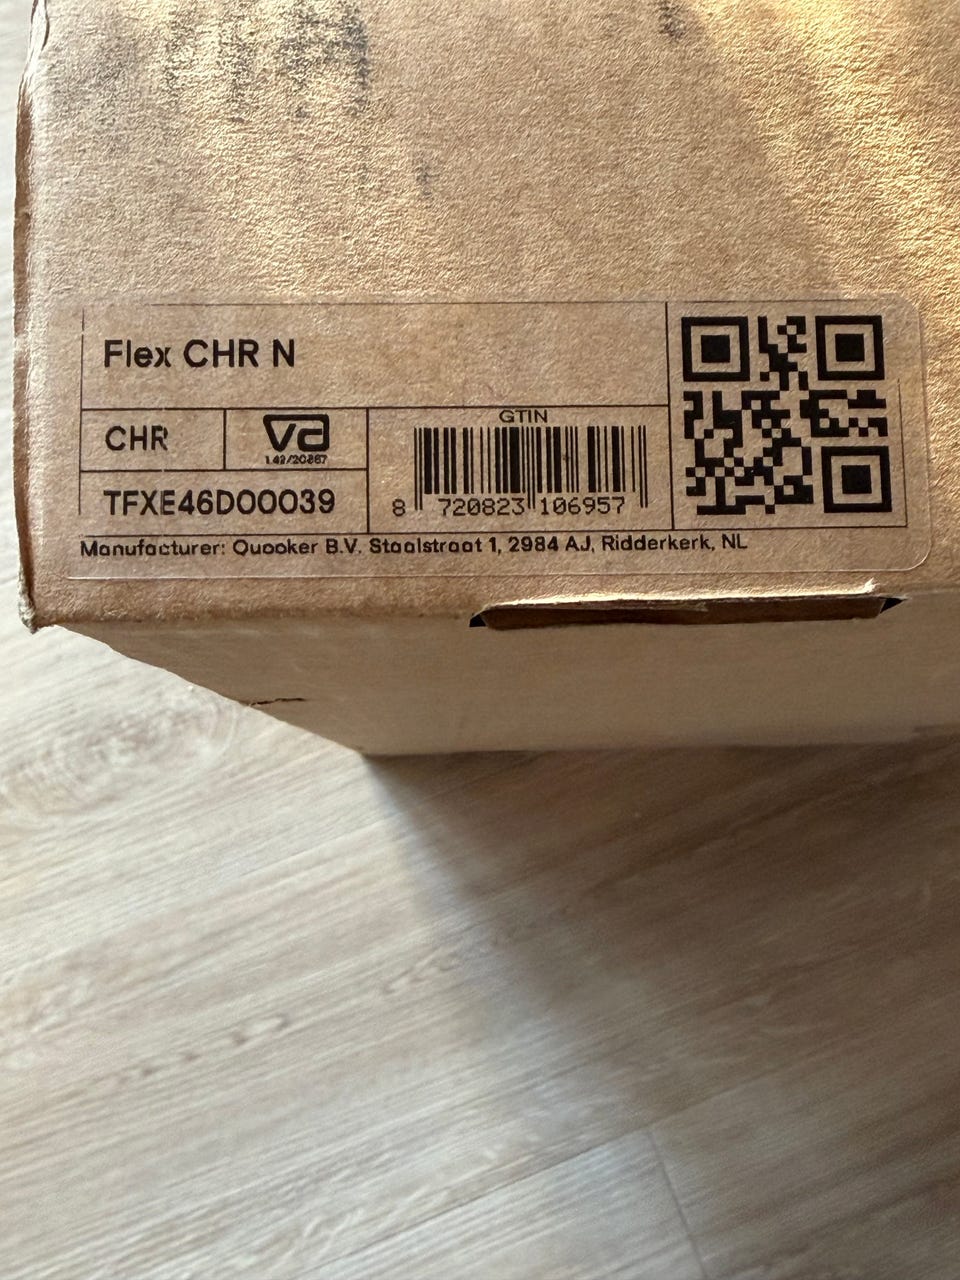 Flex CHR N
CHR
va
1.42/20867
TFXE46D00039
GTIN
8 720823 106957
Manufacturer: Quooker B.V. Staalstraat 1, 2984 AJ, Ridderkerk, NL